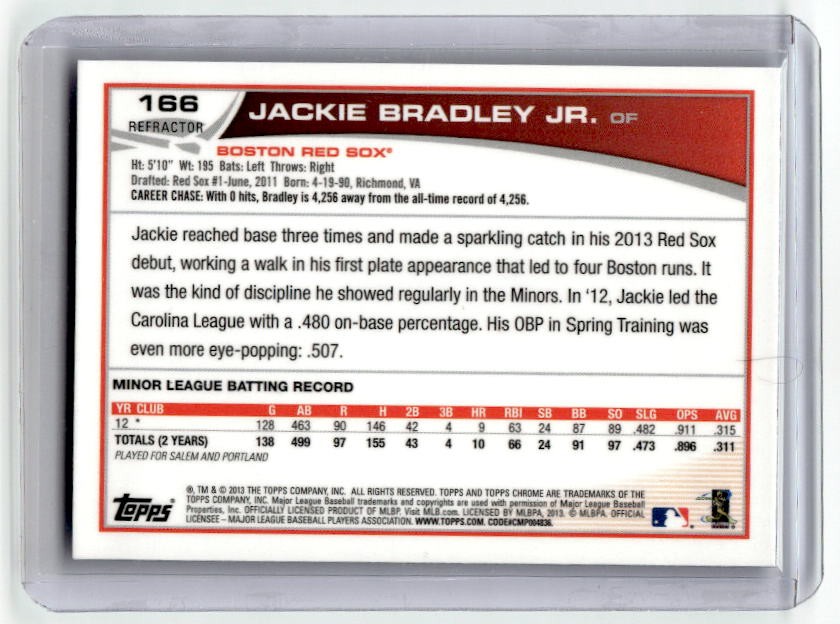 166
REFRACTOR
JACKIE BRADLEY JR. OF
BOSTON RED SOX®
Ht: 5'10" Wt: 195 Bats: Left Throws: Right
Drafted: Red Sox #1-June, 2011 Born: 4-19-90, Richmond, VA
CAREER CHASE: With 0 hits, Bradley is 4,256 away from the all-time record of 4,256.
Jackie reached base three times and made a sparkling catch in his 2013 Red Sox
debut, working a walk in his first plate appearance that led to four Boston runs. It
was the kind of discipline he showed regularly in the Minors. In '12, Jackie led the
Carolina League with a .480 on-base percentage. His OBP in Spring Training was
even more eye-popping: .507.
MINOR LEAGUE BATTING RECORD
YR CLUB G AB R H 2B 3B HR RBI SB BB SO SLG OPS AVG
12 * 128 463 90 146 42 4 9 63 24 87 89 .482 .911 .315
TOTALS (2 YEARS) 138 499 97 155 43 4 10 66 24 91 97 .473 .896 .311
PLAYED FOR SALEM AND PORTLAND
Topps
®, TM & © 2013 THE TOPPS COMPANY, INC. ALL RIGHTS RESERVED. TOPPS AND TOPPS CHROME ARE TRADEMARKS OF THE
TOPPS COMPANY, INC. Major League Baseball trademarks and copyrights are used with permission of Major League Baseball
Properties, Inc. OFFICIALLY LICENSED PRODUCT OF MLBP. Visit MLB.com. LICENSED BY MLBPA, 2013. © MLBPA, OFFICIAL
LICENSEE – MAJOR LEAGUE BASEBALL PLAYERS ASSOCIATION. WWW.TOPPS.COM. CODE#CMP004836.